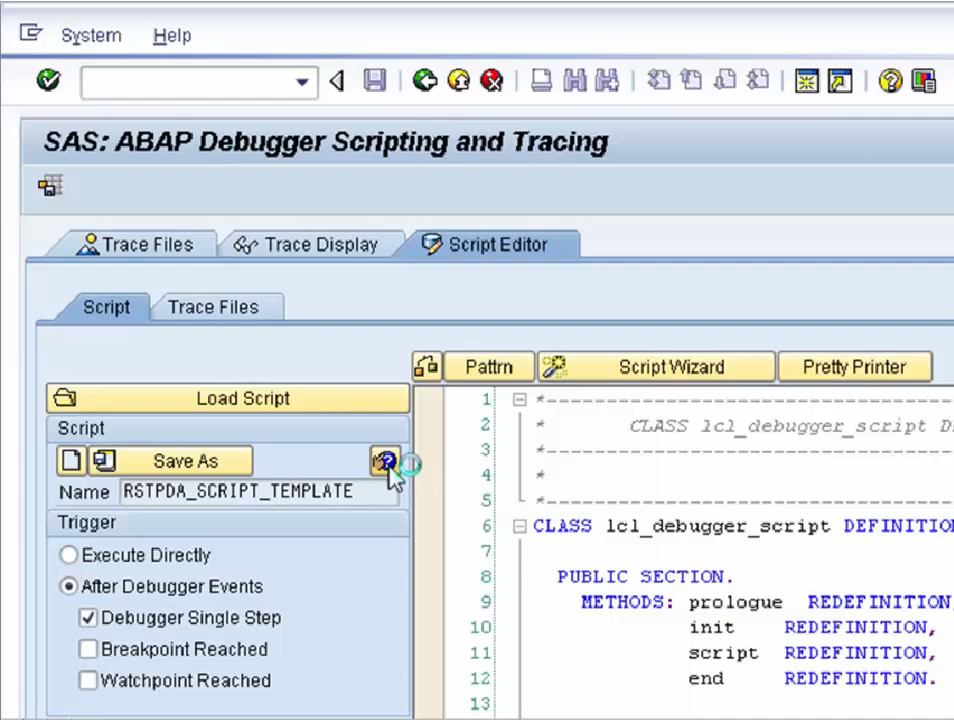 System Help
SAS: ABAP Debugger Scripting and Tracing
Trace Files Trace Display Script Editor
Script Trace Files
Pattrn Script Wizard Pretty Printer
Load Script
Script
Save As
Name RSTPDA_SCRIPT_TEMPLATE
Trigger
Execute Directly
After Debugger Events
Debugger Single Step
Breakpoint Reached
Watchpoint Reached
1 *----------------------------------
2 * CLASS lcl_debugger_script D
3 *----------------------------------
4 *
5 *----------------------------------
6 CLASS lcl_debugger_script DEFINITIO
7
8 PUBLIC SECTION.
9 METHODS: prologue REDEFINITION,
10 init REDEFINITION,
11 script REDEFINITION,
12 end REDEFINITION.
13